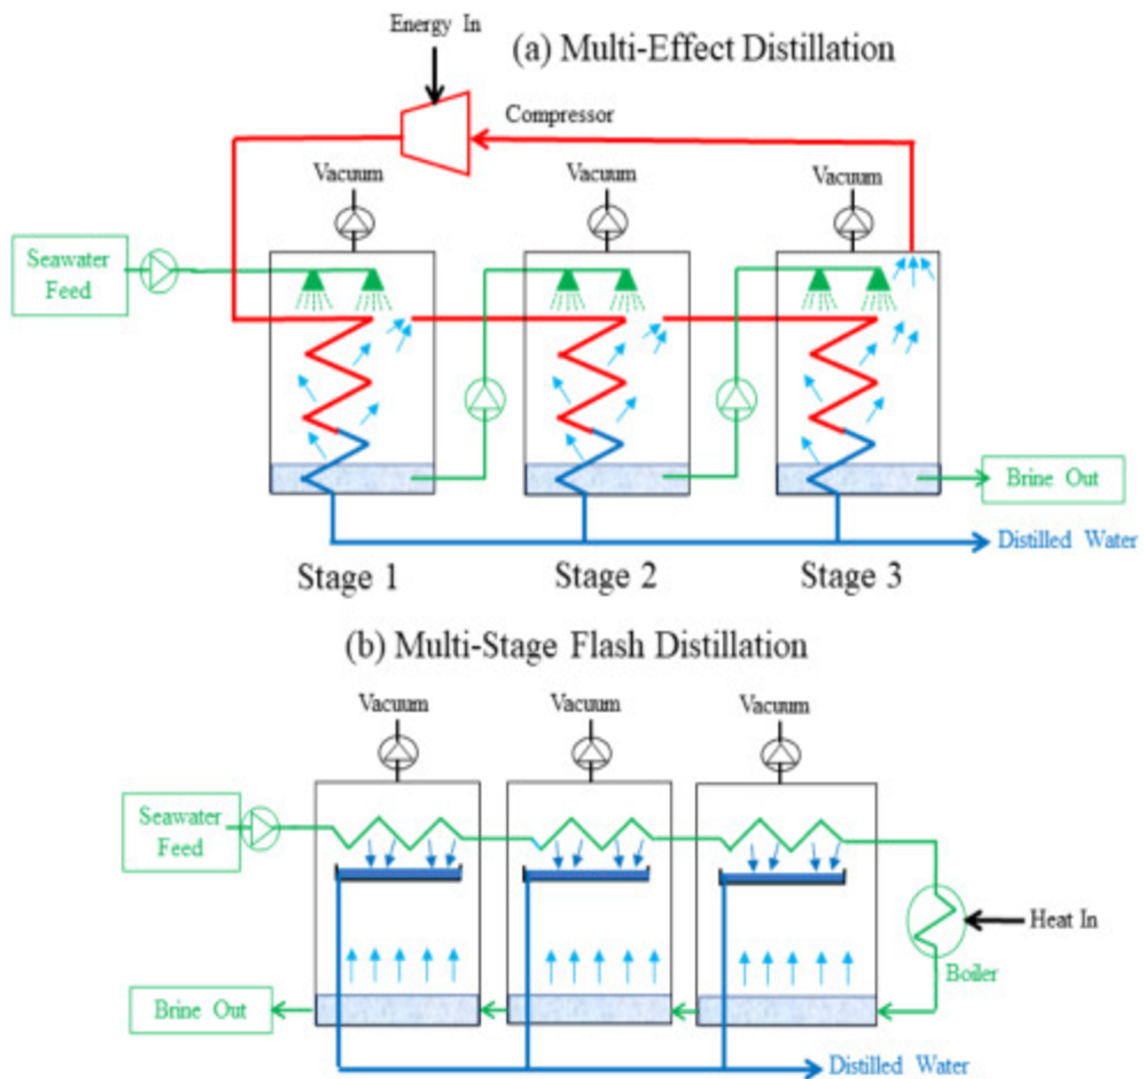 Energy In
(a) Multi-Effect Distillation
Compressor
Vacuum
Vacuum
Vacuum
Seawater
Feed
Brine Out
Distilled Water
Stage 1
Stage 2
Stage 3
(b) Multi-Stage Flash Distillation
Vacuum
Vacuum
Vacuum
Seawater
Feed
Heat In
Boiler
Brine Out
Distilled Water